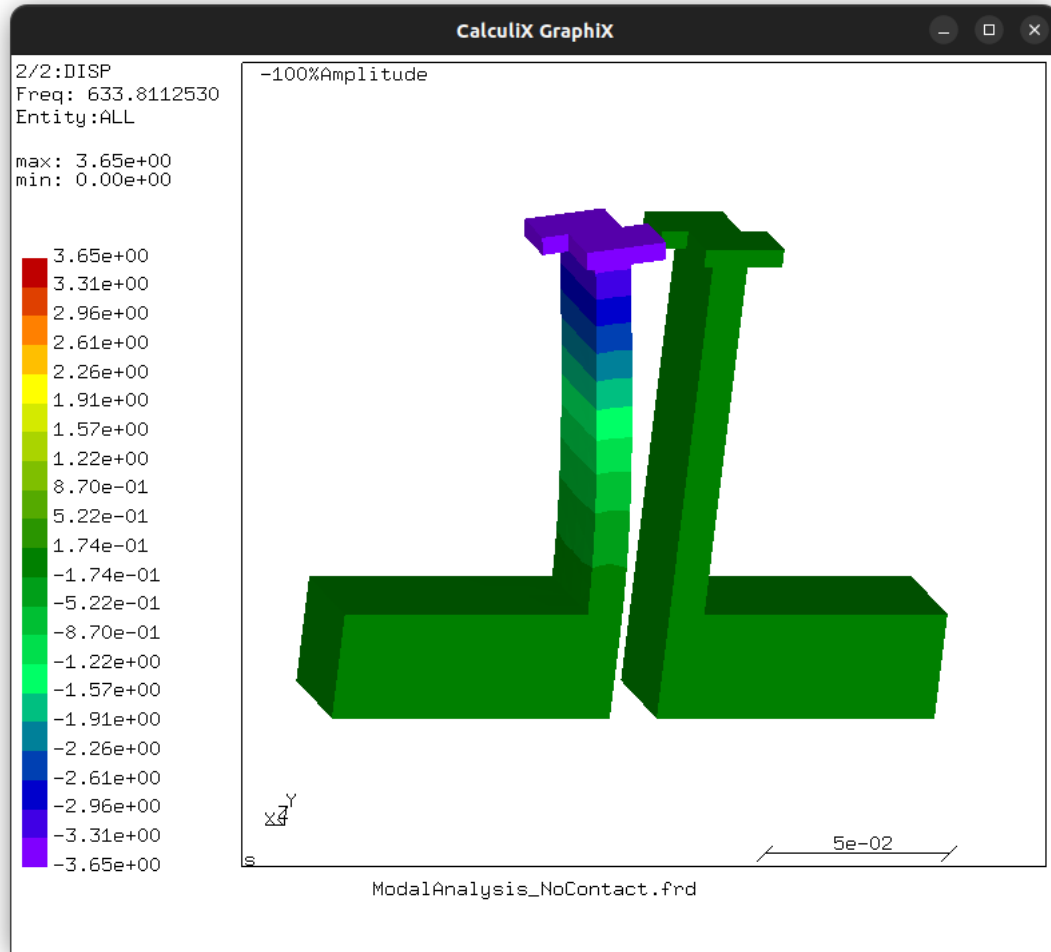 CalculiX GraphiX
2/2:DISP
Freq: 633.8112530
Entity:ALL
max: 3.65e+00
min: 0.00e+00
-100%Amplitude
3.65e+00
3.31e+00
2.96e+00
2.61e+00
2.26e+00
1.91e+00
1.57e+00
1.22e+00
8.70e-01
5.22e-01
1.74e-01
-1.74e-01
-5.22e-01
-8.70e-01
-1.22e+00
-1.57e+00
-1.91e+00
-2.26e+00
-2.61e+00
-2.96e+00
-3.31e+00
-3.65e+00
Y
X Z
5e-02
s
ModalAnalysis_NoContact.frd